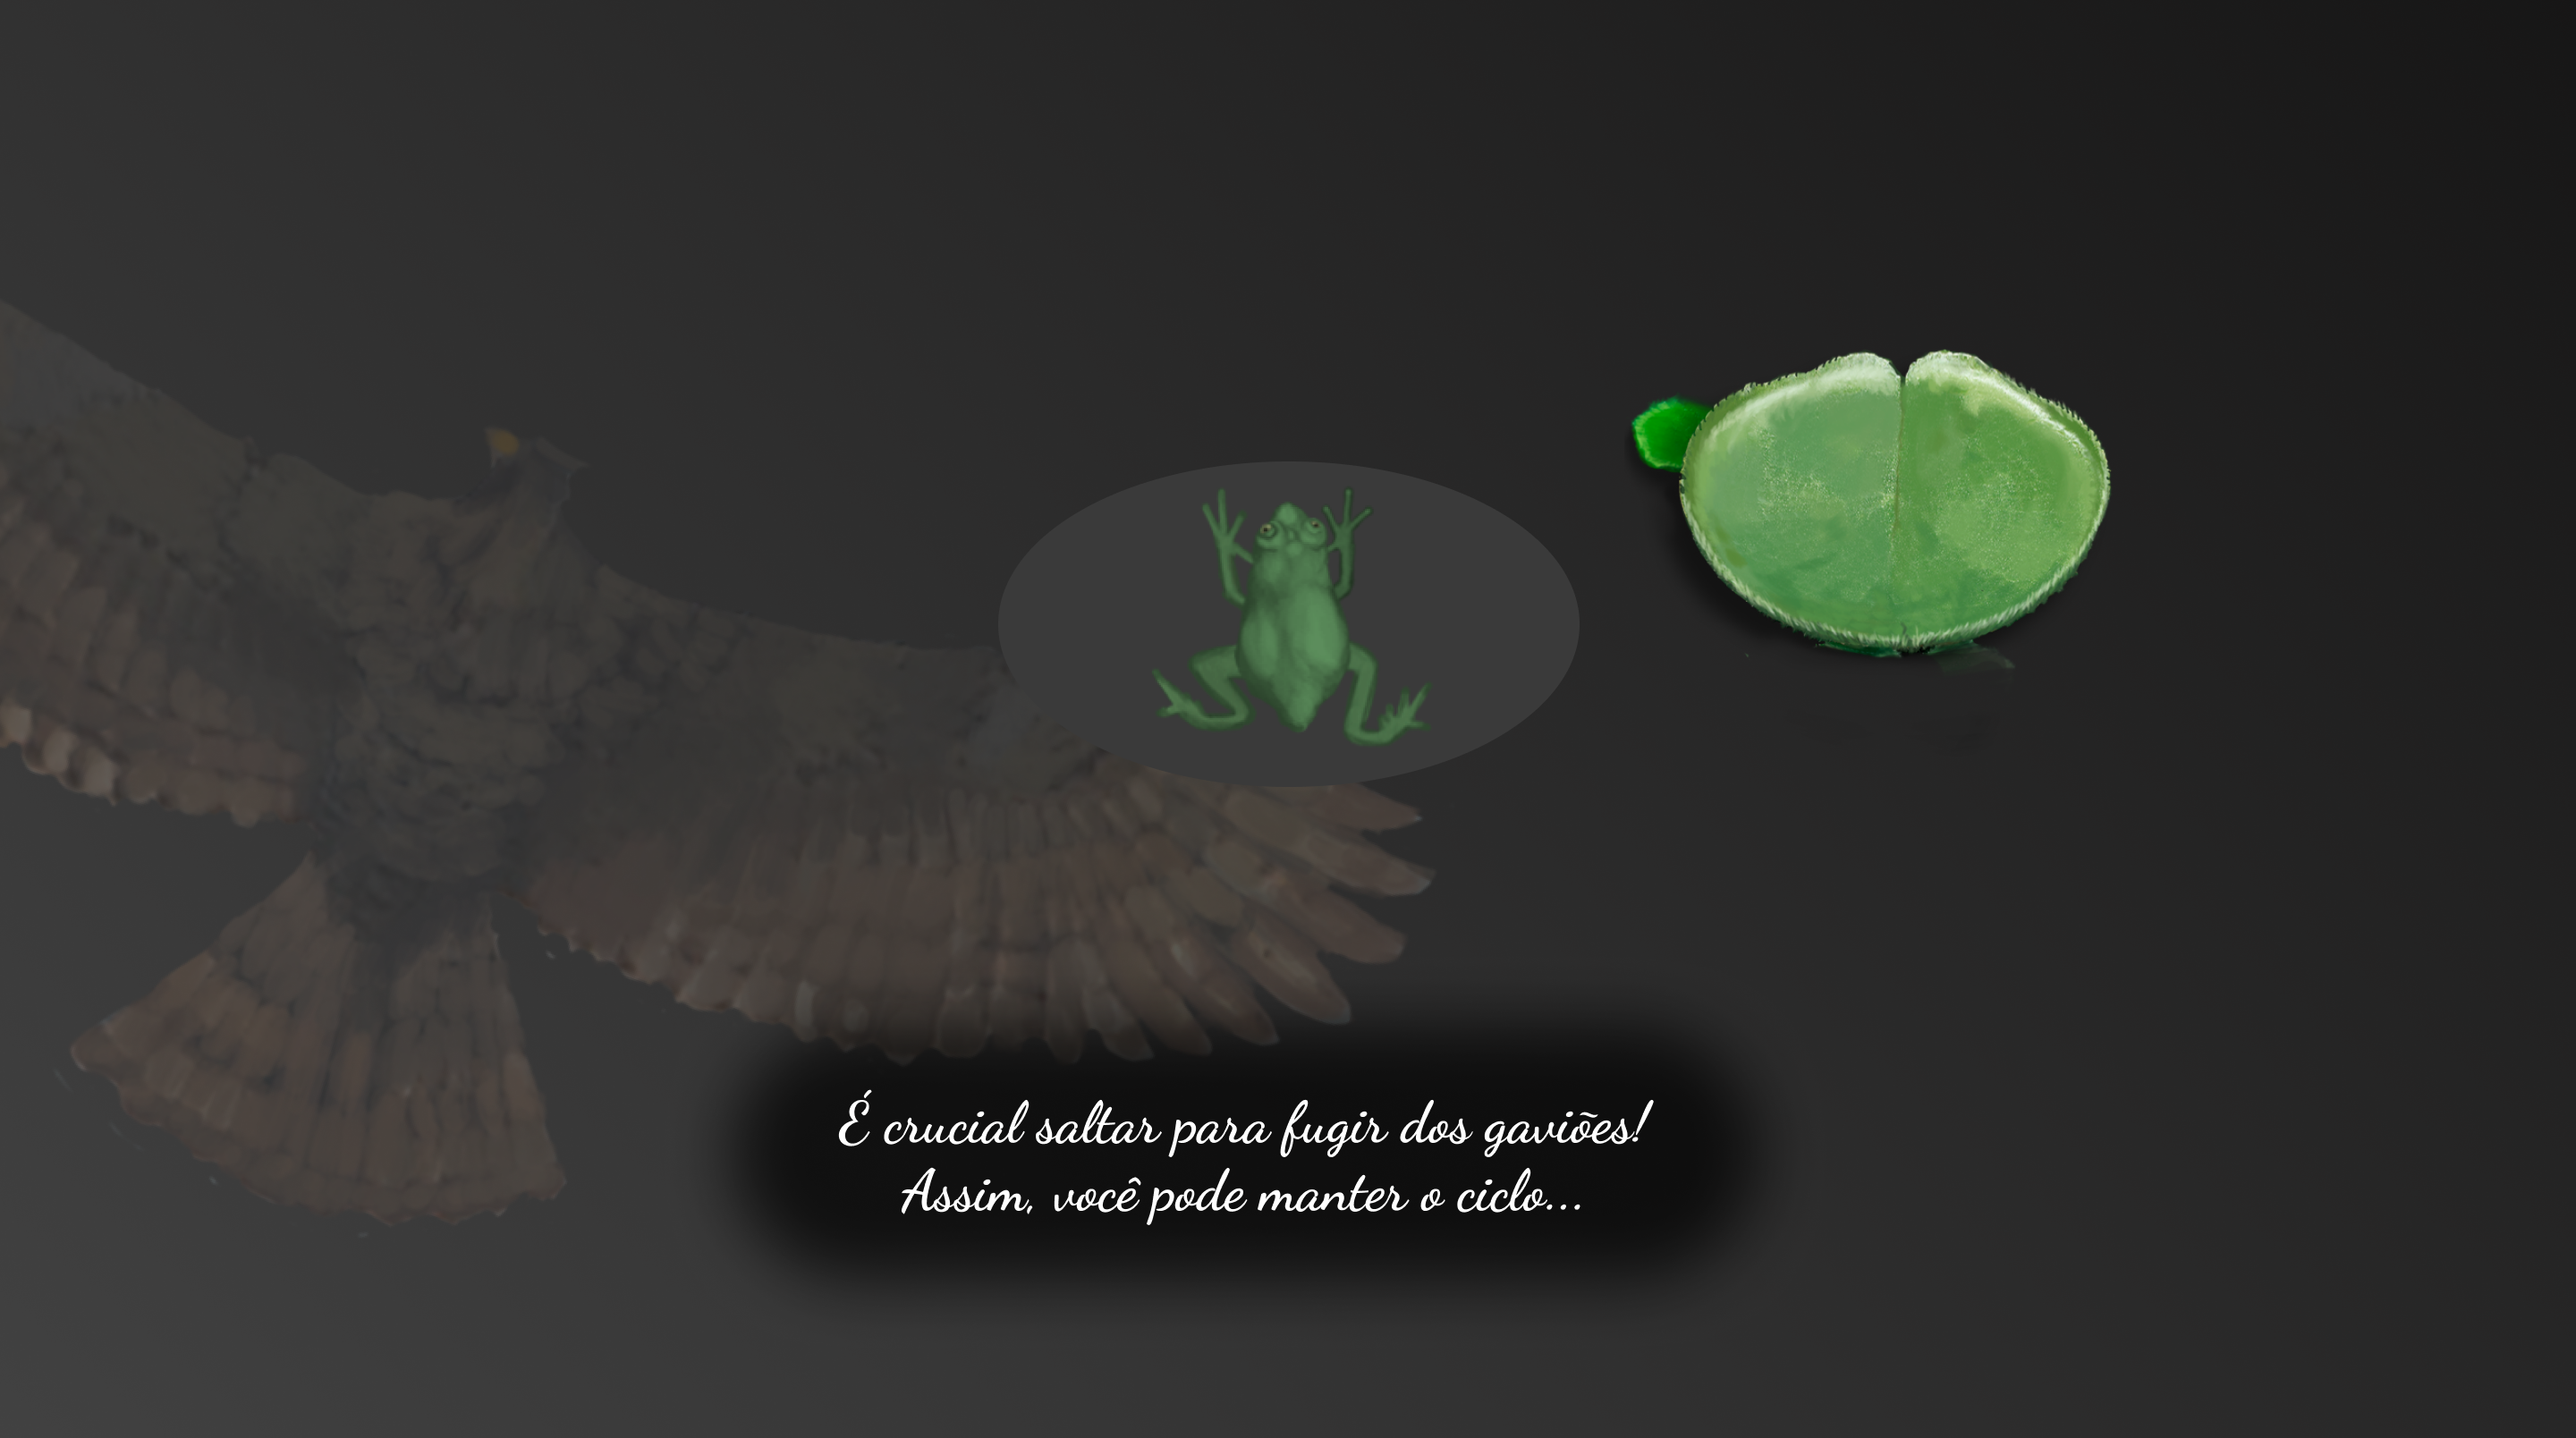 É crucial saltar para fugir dos gaviões!
Assim, você pode manter o ciclo...